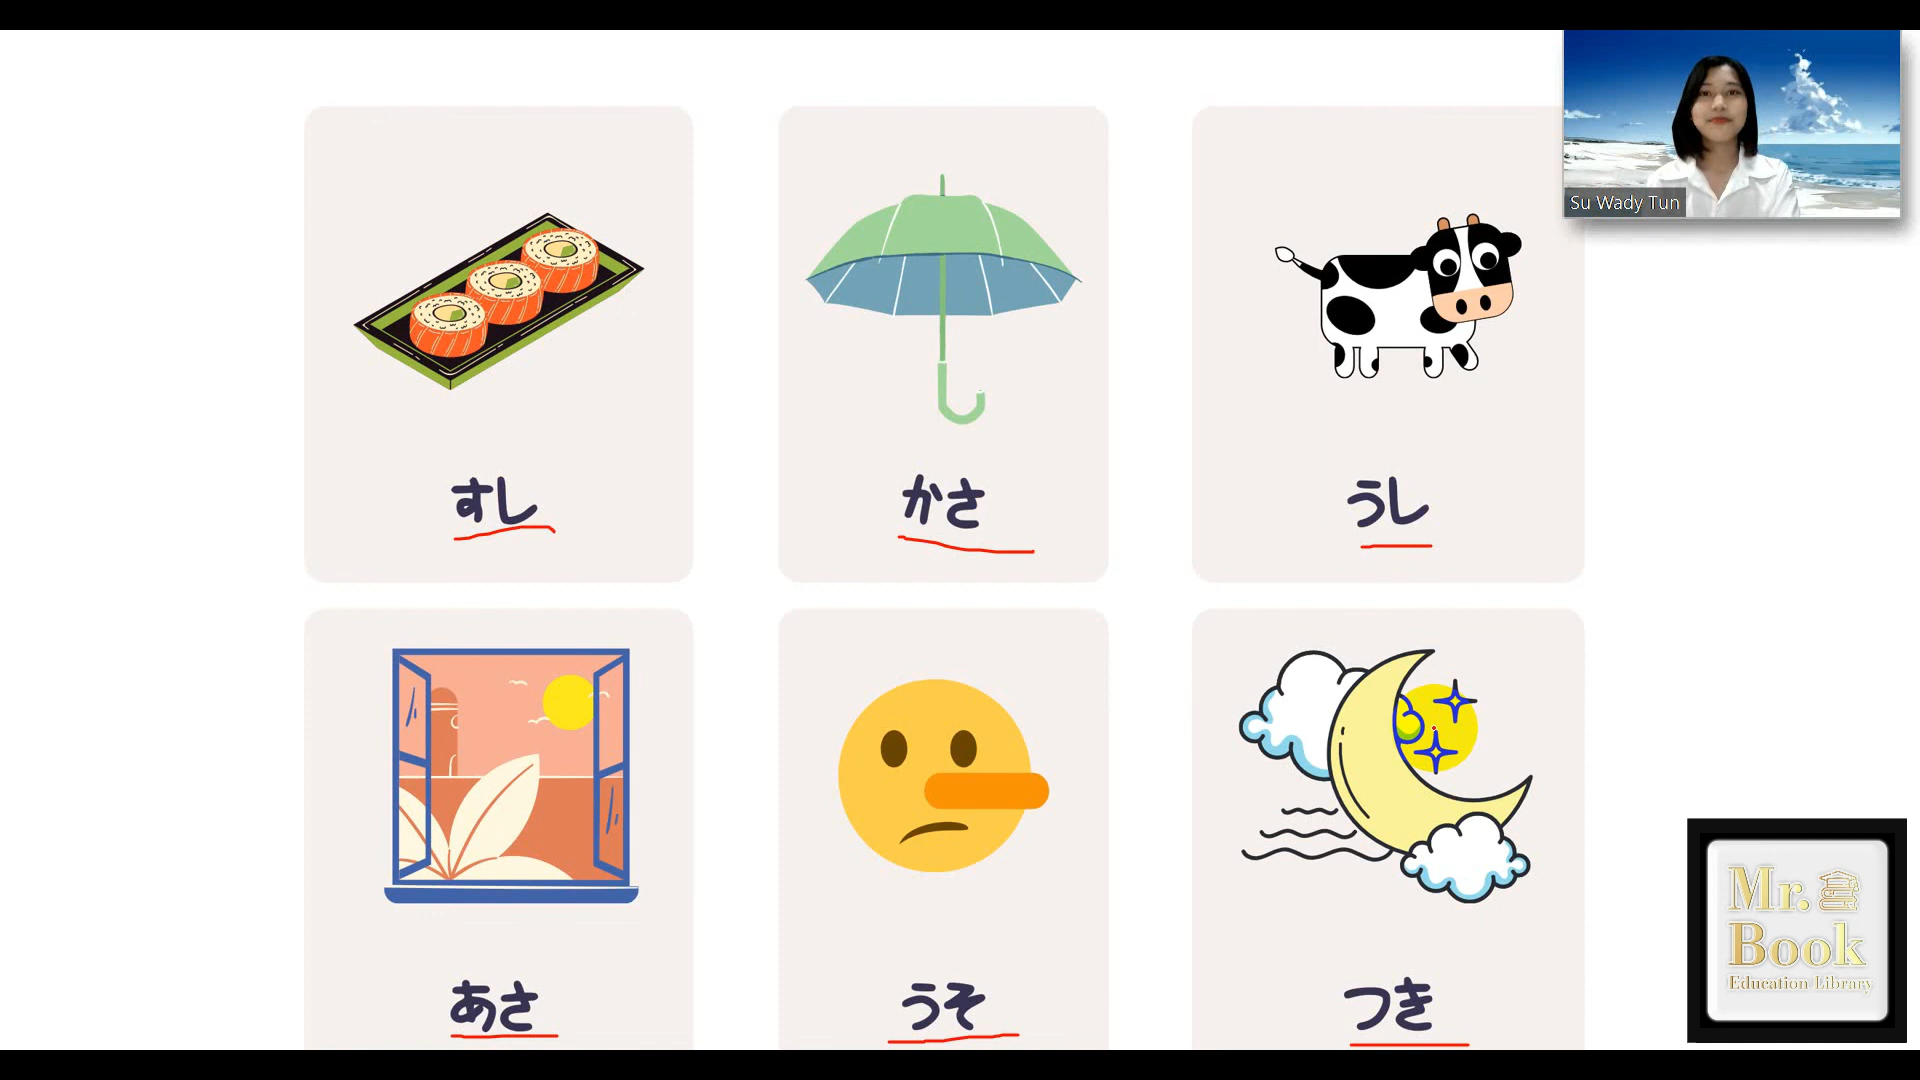 Su Wady Tun
すし
かさ
うし
あさ
うそ
つき
Mr.
Book
Education Library